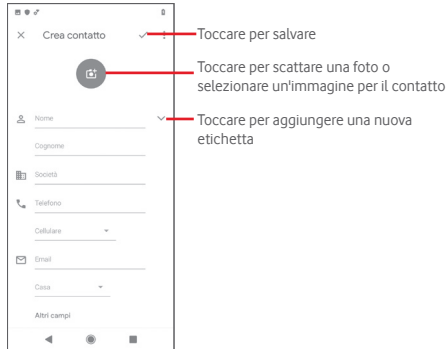 Crea contatto
Toccare per salvare
Toccare per scattare una foto o
selezionare un'immagine per il contatto
Nome
Toccare per aggiungere una nuova
etichetta
Cognome
Società
Telefono
Cellulare
Email
Casa
Altri campi